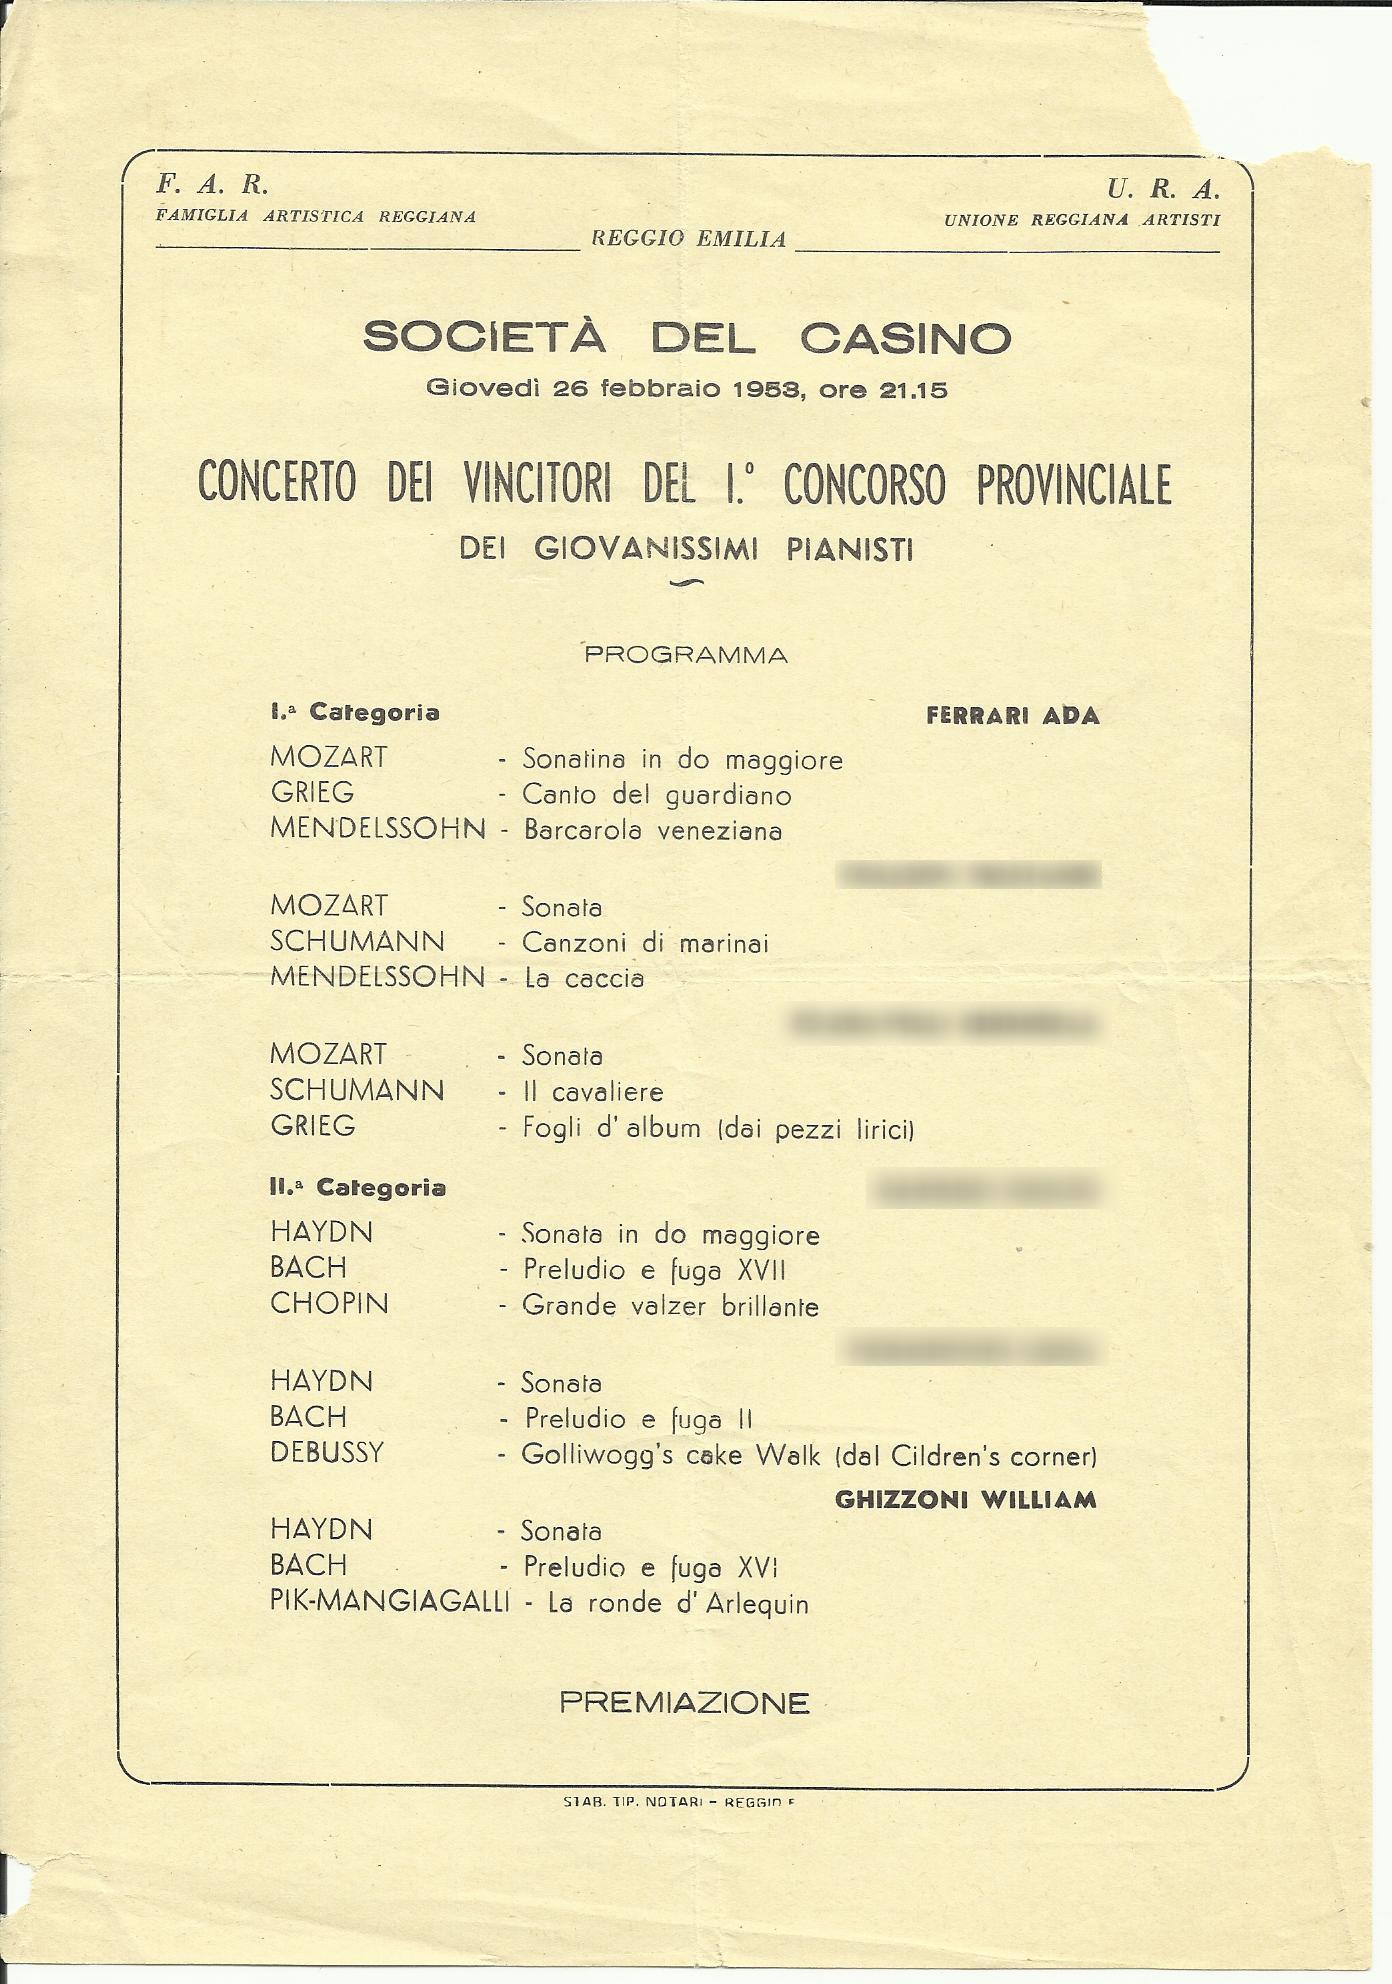 F. A. R.
FAMIGLIA ARTISTICA REGGIANA
U. R. A.
UNIONE REGGIANA ARTISTI
REGGIO EMILIA
SOCIETÀ DEL CASINO
Giovedì 26 febbraio 1953, ore 21.15
CONCERTO DEI VINCITORI DEL I.º CONCORSO PROVINCIALE
DEI GIOVANISSIMI PIANISTI
PROGRAMMA
I.ª Categoria FERRARI ADA
MOZART - Sonatina in do maggiore
GRIEG - Canto del guardiano
MENDELSSOHN - Barcarola veneziana
MOZART - Sonata
SCHUMANN - Canzoni di marinai
MENDELSSOHN - La caccia
MOZART - Sonata
SCHUMANN - Il cavaliere
GRIEG - Fogli d'album (dai pezzi lirici)
II.ª Categoria
HAYDN - Sonata in do maggiore
BACH - Preludio e fuga XVII
CHOPIN - Grande valzer brillante
HAYDN - Sonata
BACH - Preludio e fuga II
DEBUSSY - Golliwogg's cake Walk (dal Cildren's corner)
GHIZZONI WILLIAM
HAYDN - Sonata
BACH - Preludio e fuga XVI
PIK-MANGIAGALLI - La ronde d'Arlequin
PREMIAZIONE
STAB. TIP. NOTARI - REGGIO E